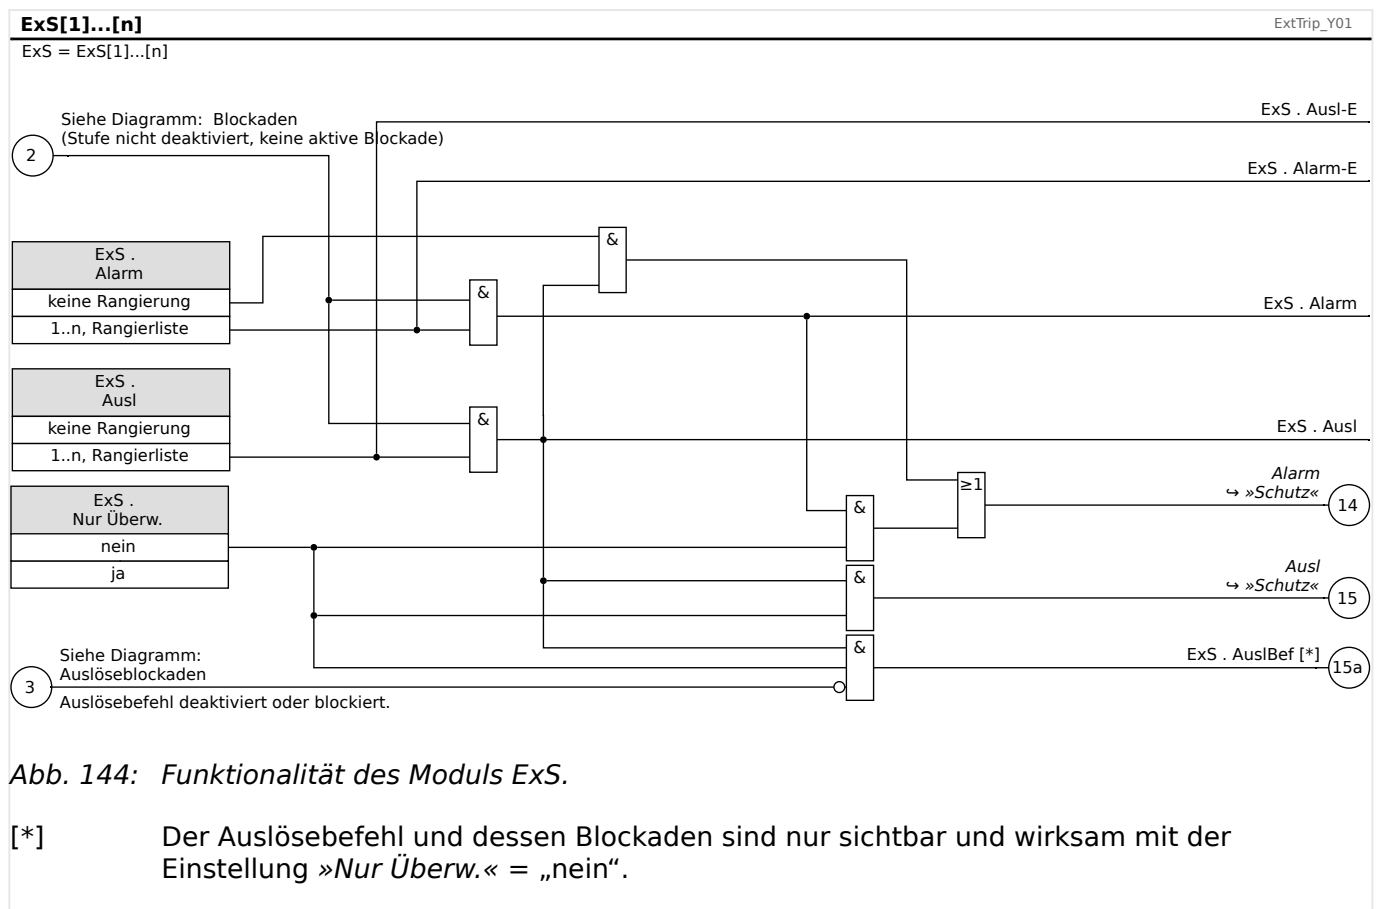 ExS[1]...[n]
ExtTrip_Y01
ExS = ExS[1]...[n]
Siehe Diagramm: Blockaden
(Stufe nicht deaktiviert, keine aktive Blockade)
2
ExS . Ausl-E
ExS . Alarm-E
ExS .
Alarm
keine Rangierung
1..n, Rangierliste
&
&
ExS . Alarm
ExS .
Ausl
keine Rangierung
1..n, Rangierliste
&
ExS . Ausl
ExS .
Nur Überw.
nein
ja
≥1
Alarm
↪ »Schutz«
14
&
&
Ausl
↪ »Schutz«
15
&
ExS . AuslBef [*]
15a
Siehe Diagramm:
Auslöseblockaden
3
Auslösebefehl deaktiviert oder blockiert.
Abb. 144: Funktionalität des Moduls ExS.
[*] Der Auslösebefehl und dessen Blockaden sind nur sichtbar und wirksam mit der
Einstellung »Nur Überw.« = „nein“.